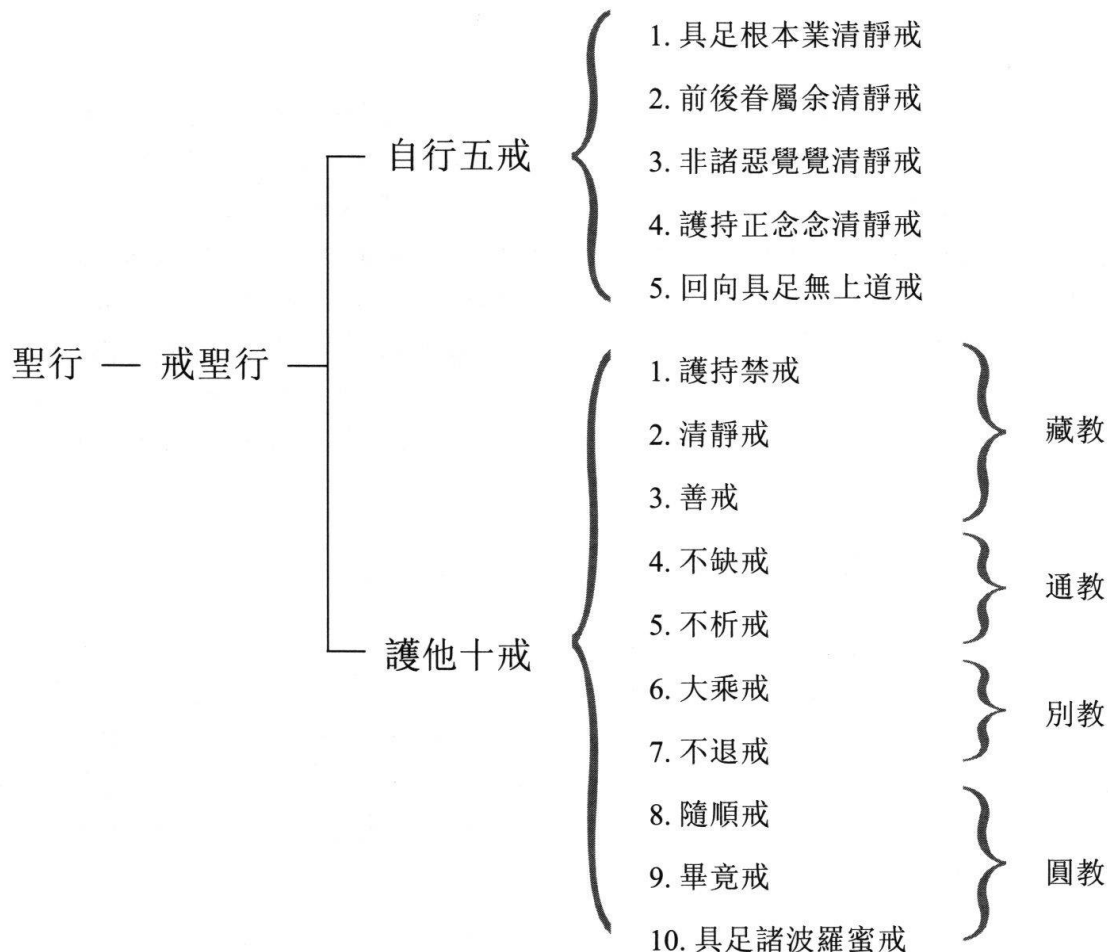 聖行 — 戒聖行
自行五戒
1. 具足根本業清靜戒
2. 前後眷屬余清靜戒
3. 非諸惡覺覺清靜戒
4. 護持正念念清靜戒
5. 回向具足無上道戒
護他十戒
1. 護持禁戒
2. 清靜戒
3. 善戒
藏教
4. 不缺戒
5. 不析戒
通教
6. 大乘戒
7. 不退戒
別教
8. 隨順戒
9. 畢竟戒
10. 具足諸波羅蜜戒
圓教